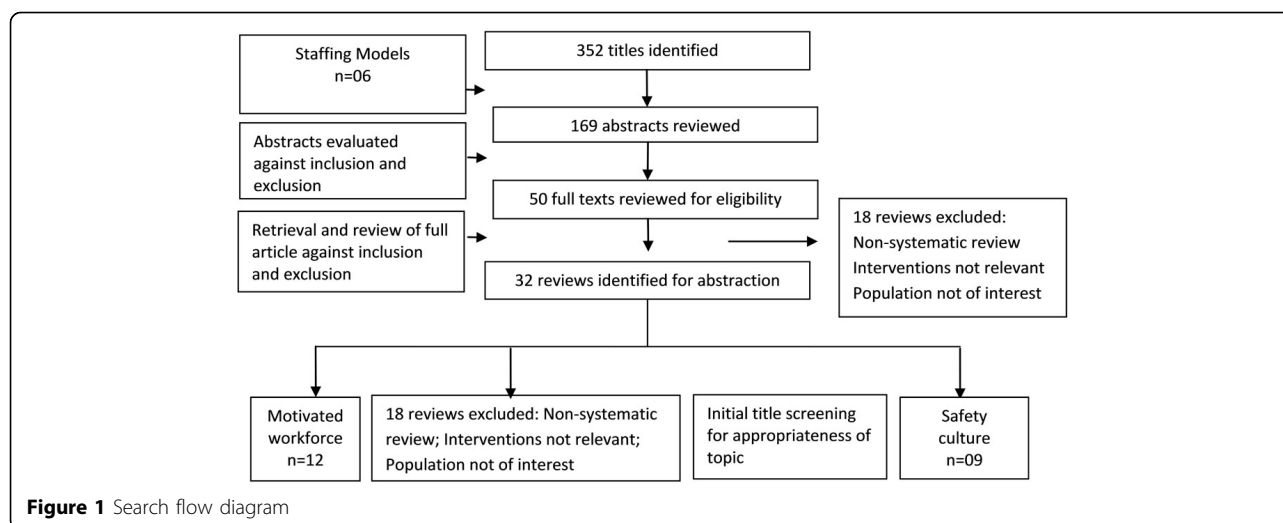 352 titles identified
Staffing Models
n=06
169 abstracts reviewed
Abstracts evaluated
against inclusion and
exclusion
50 full texts reviewed for eligibility
Retrieval and review of full
article against inclusion
and exclusion
18 reviews excluded:
Non-systematic review
Interventions not relevant
Population not of interest
32 reviews identified for abstraction
Motivated
workforce
n=12
18 reviews excluded: Non-systematic
review; Interventions not relevant;
Population not of interest
Initial title screening
for appropriateness of
topic
Safety
culture
n=09
Figure 1 Search flow diagram